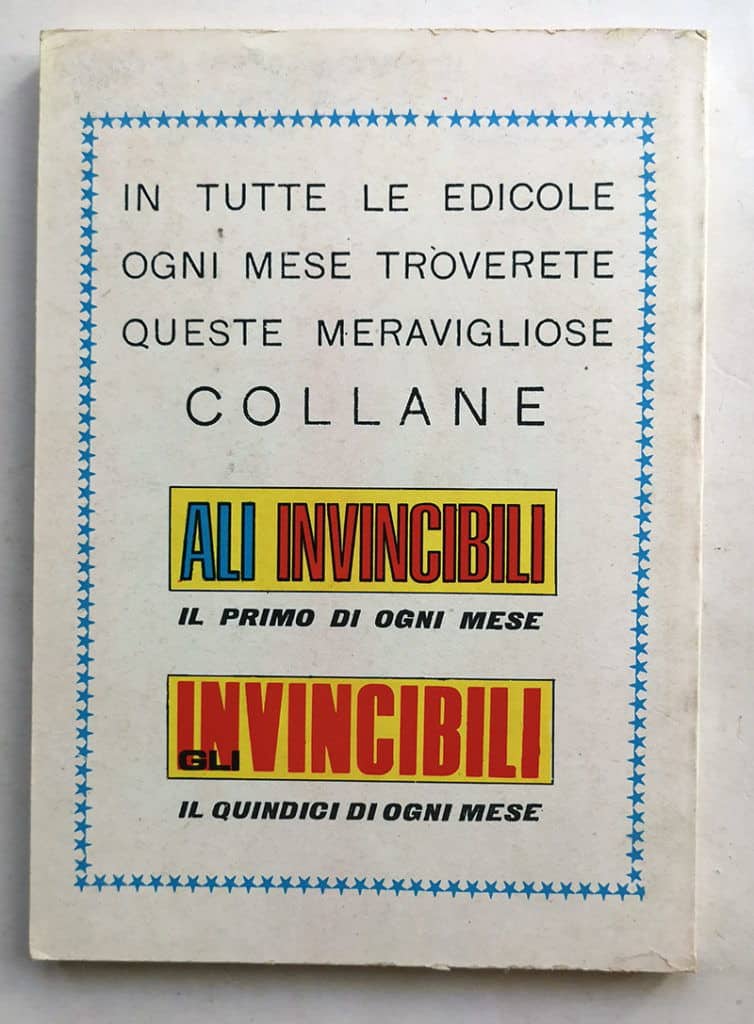 IN TUTTE LE EDICOLE
OGNI MESE TROVERETE
QUESTE MERAVIGLIOSE
COLLANE
ALI INVINCIBILI
IL PRIMO DI OGNI MESE
GLI INVINCIBILI
IL QUINDICI DI OGNI MESE